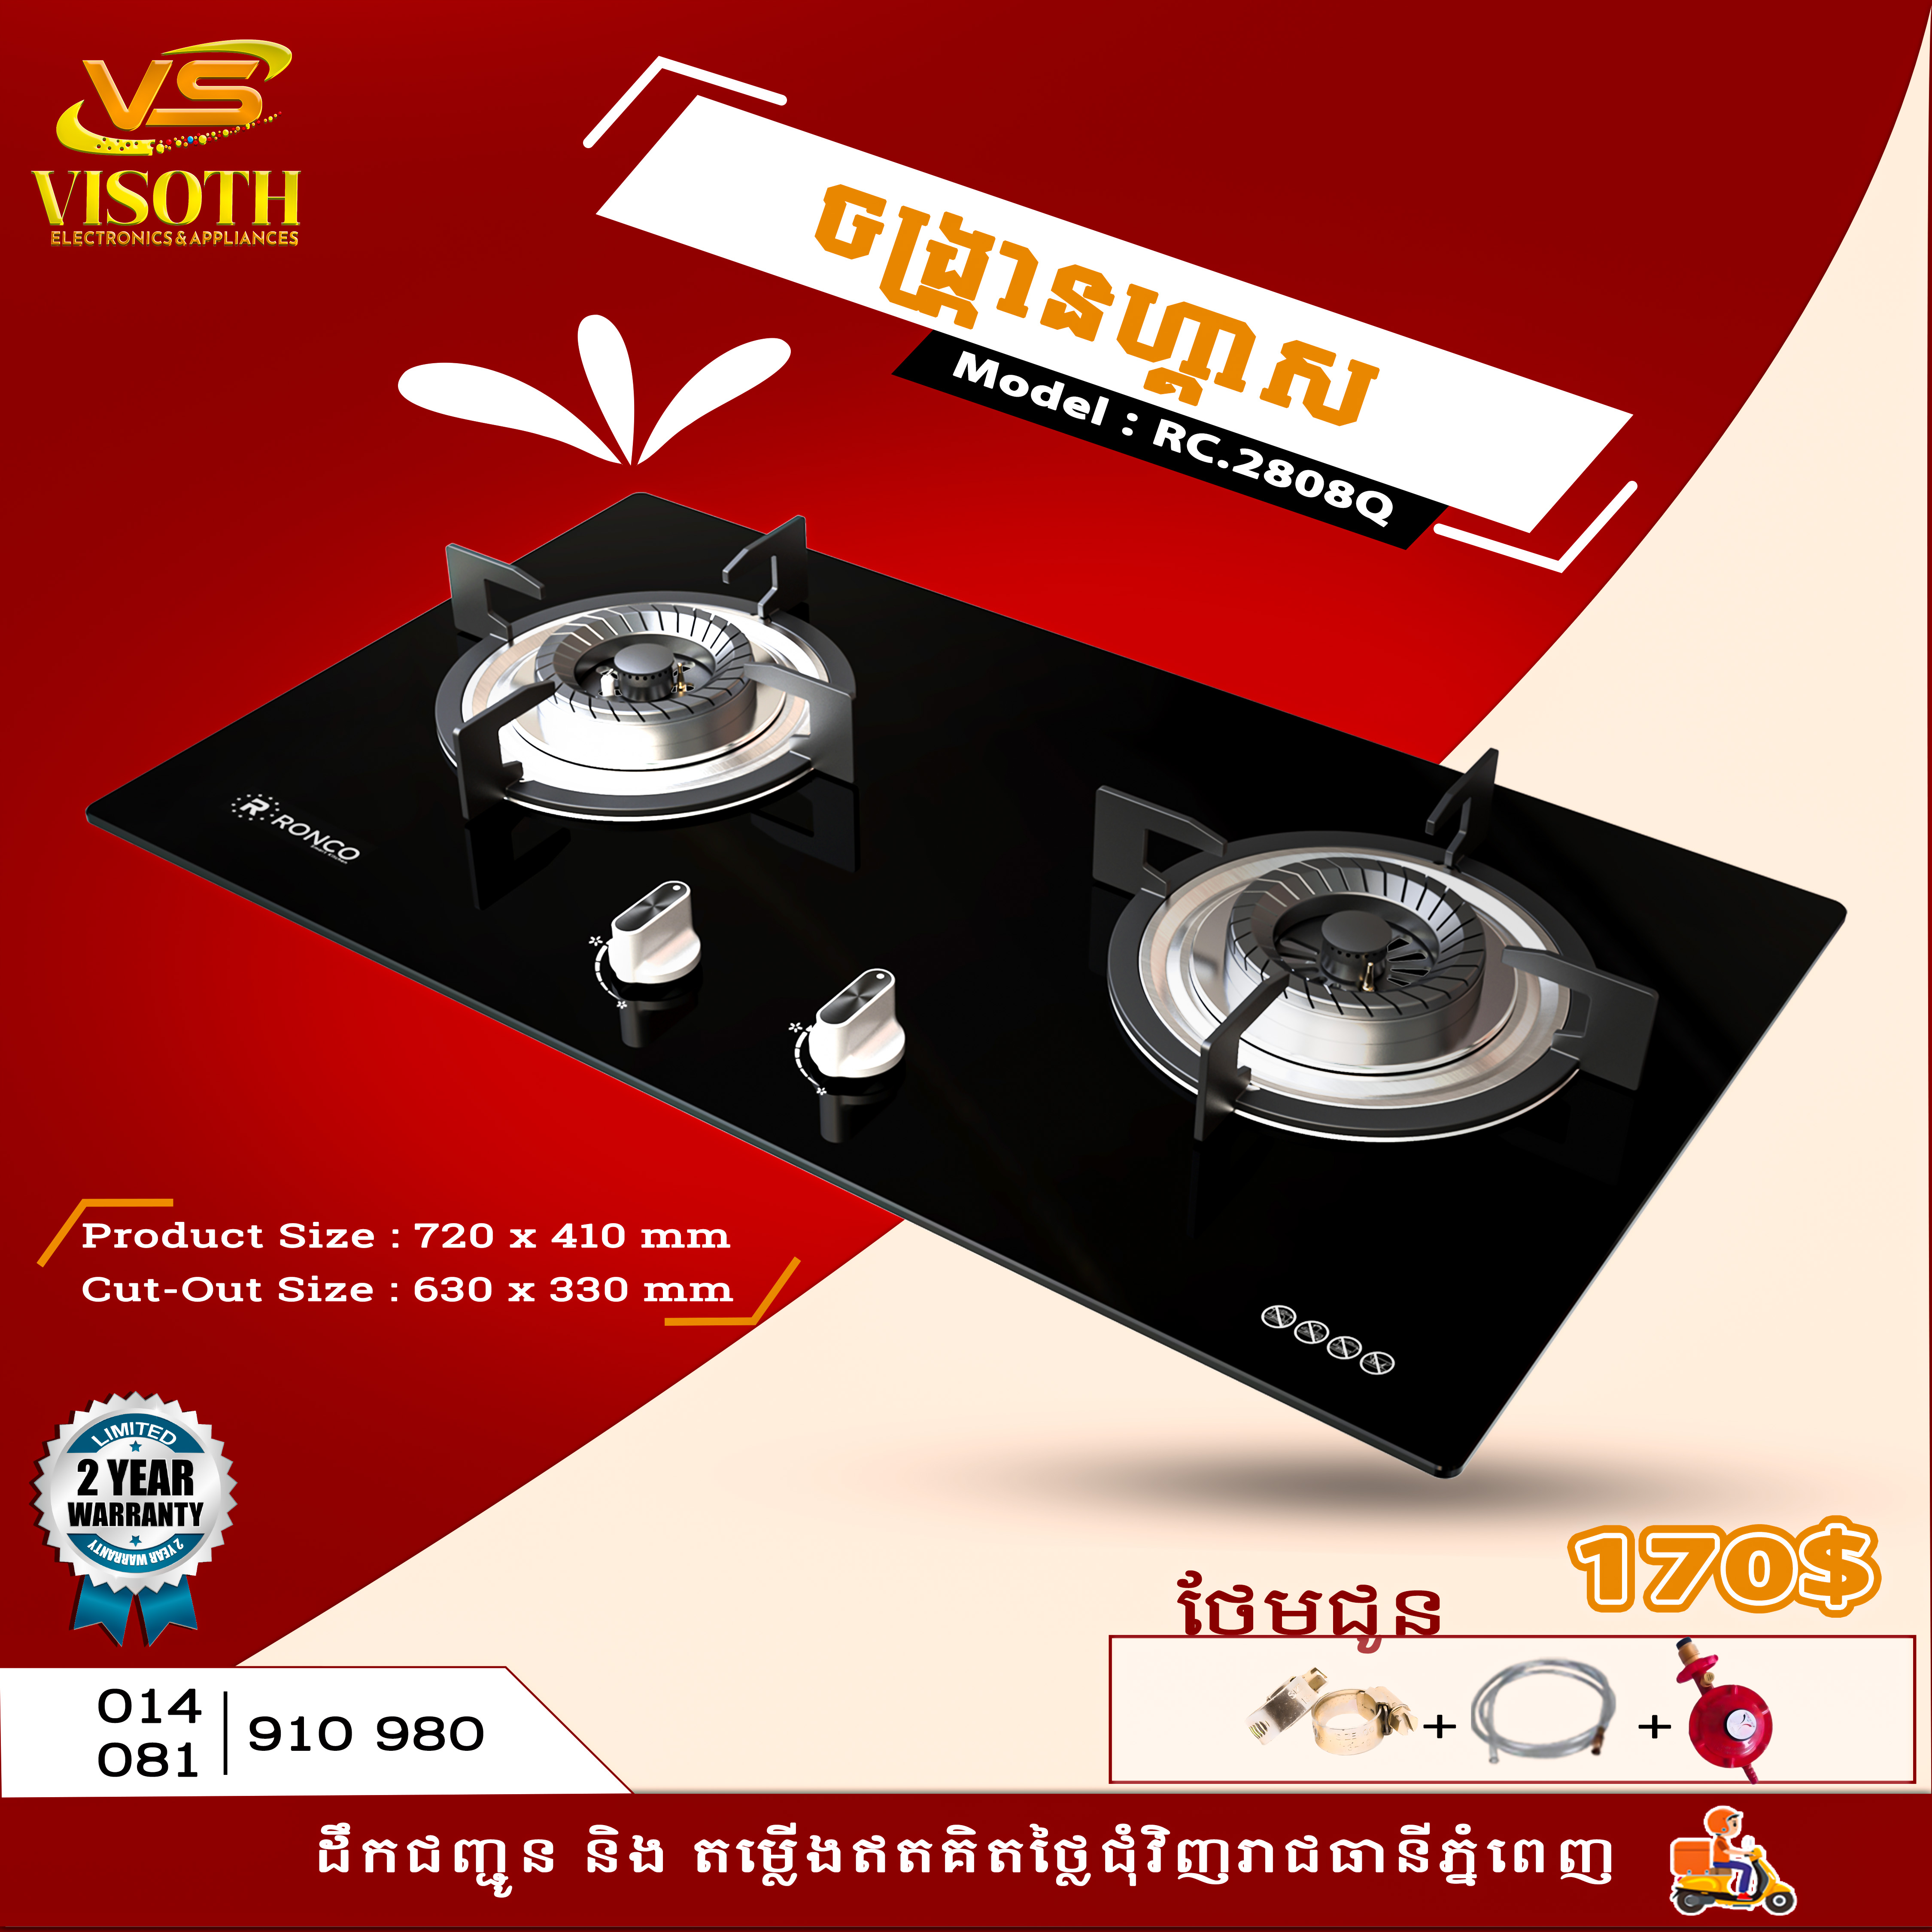 VS
VISOTH
ELECTRONICS & APPLIANCES
ចង្ក្រានហ្គាស
Model : RC.2808Q
R RONCO
Product Size : 720 x 410 mm
Cut-Out Size : 630 x 330 mm
LIMITED
2 YEAR
WARRANTY
2 YEAR WARRANTY
170$
ថែមជូន
+ +
014
081
910 980
ដឹកជញ្ជូន និង តម្លើងឥតគិតថ្លៃជុំវិញរាជធានីភ្នំពេញ